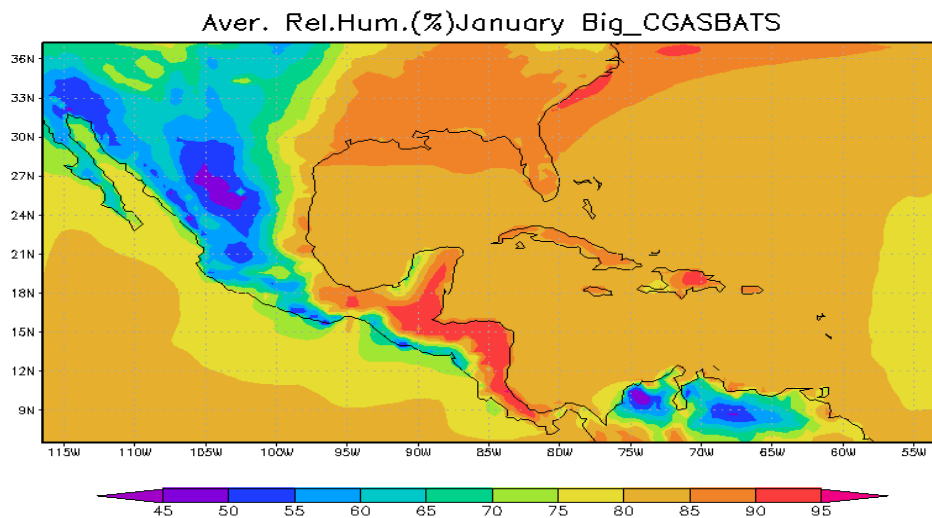 Aver. Rel.Hum.(%)January Big_CGASBATS
36N
33N
30N
27N
24N
21N
18N
15N
12N
9N
115W 110W 105W 100W 95W 90W 85W 80W 75W 70W 65W 60W 55W
45 50 55 60 65 70 75 80 85 90 95